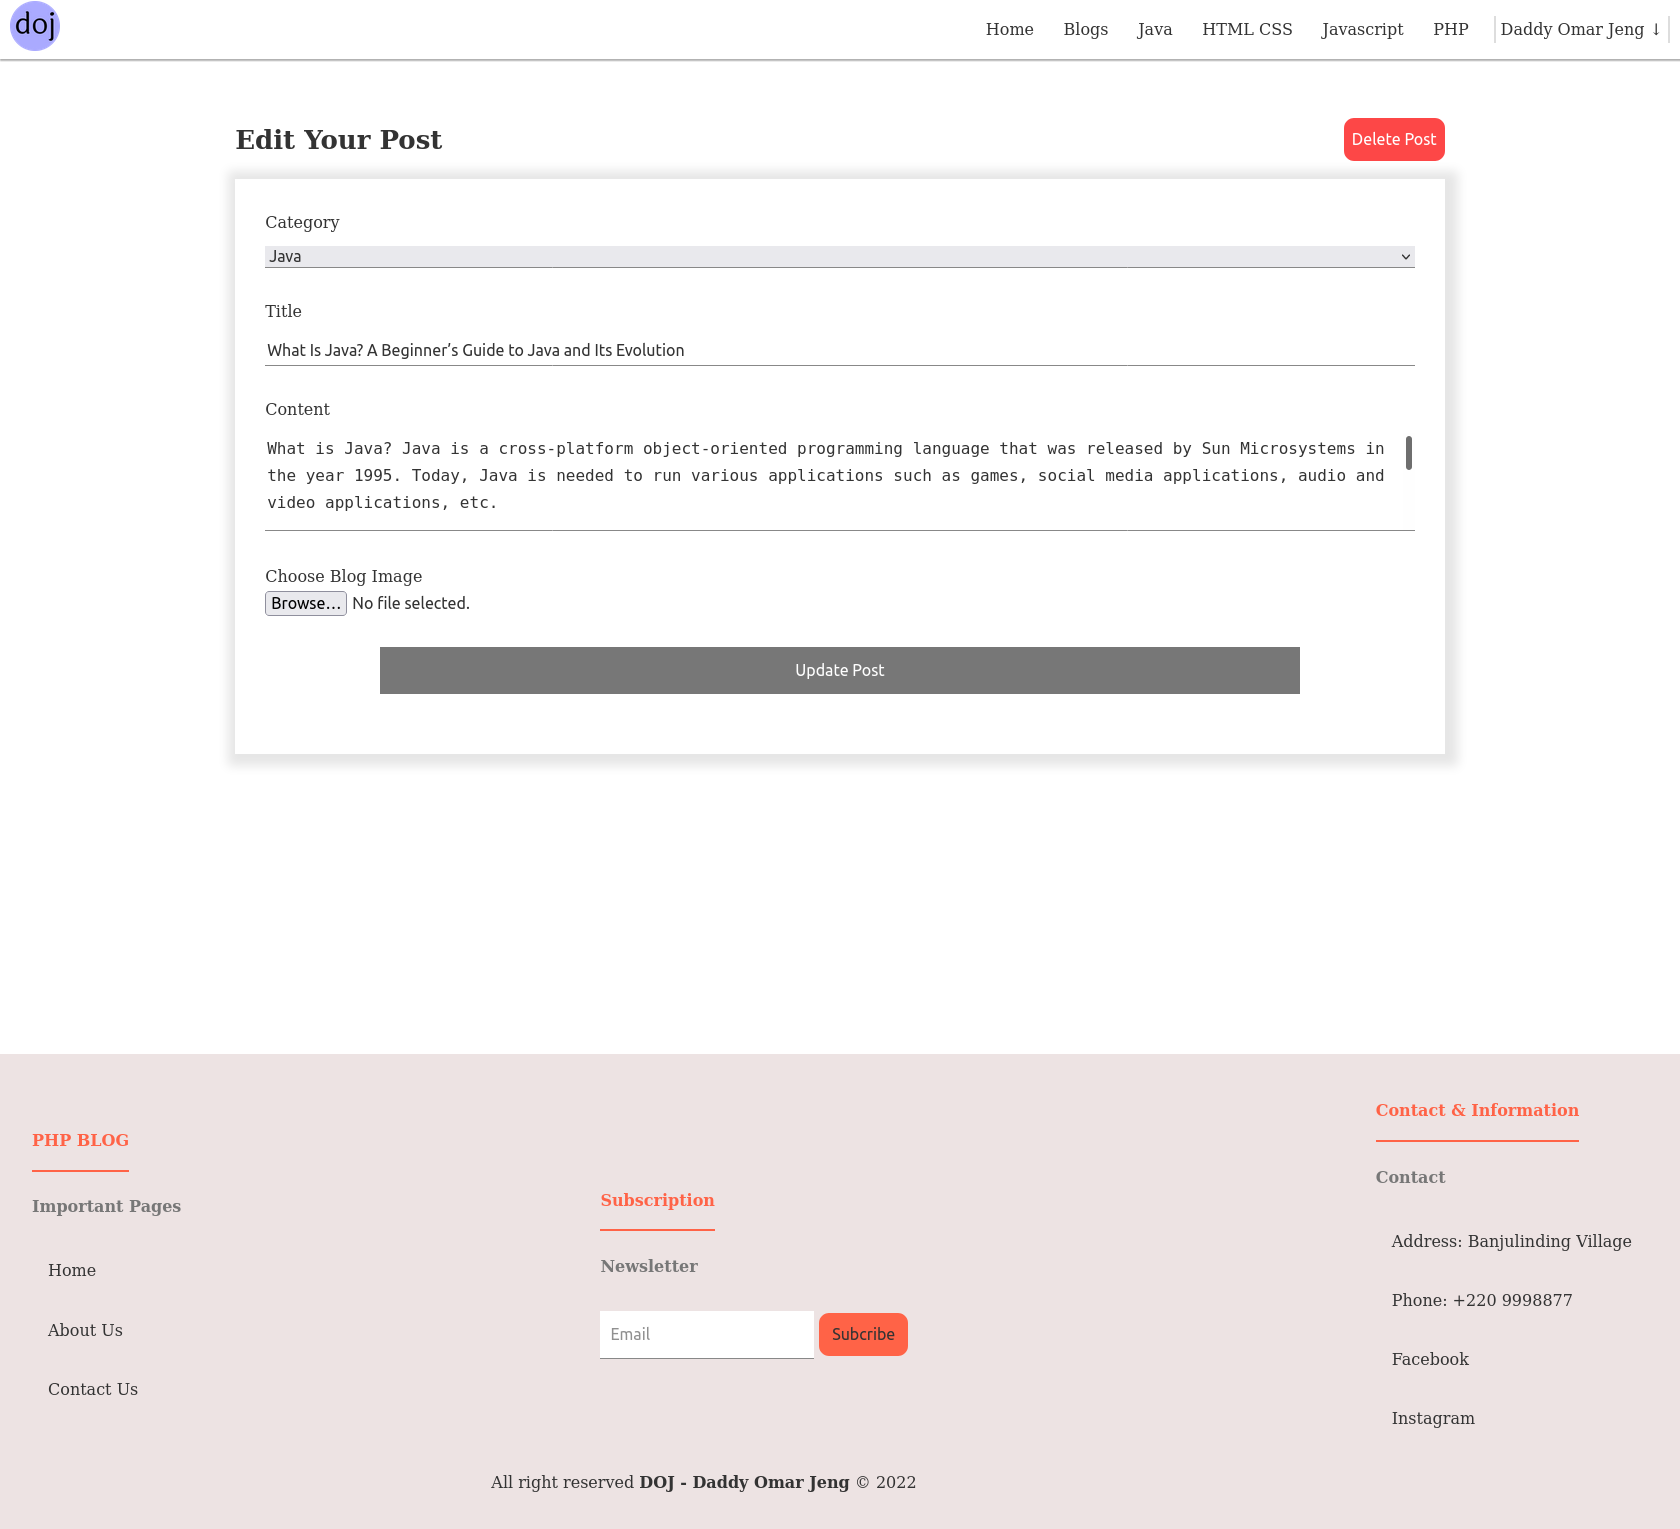 doj
Home Blogs Java HTML CSS Javascript PHP Daddy Omar Jeng ↓
Edit Your Post
Delete Post
Category
Java
Title
What Is Java? A Beginner’s Guide to Java and Its Evolution
Content
What is Java? Java is a cross-platform object-oriented programming language that was released by Sun Microsystems in
the year 1995. Today, Java is needed to run various applications such as games, social media applications, audio and
video applications, etc.
Choose Blog Image
Browse… No file selected.
Update Post
PHP BLOG
Important Pages
Home
About Us
Contact Us
Subscription
Newsletter
Email
Subcribe
Contact & Information
Contact
Address: Banjulinding Village
Phone: +220 9998877
Facebook
Instagram
All right reserved DOJ - Daddy Omar Jeng © 2022